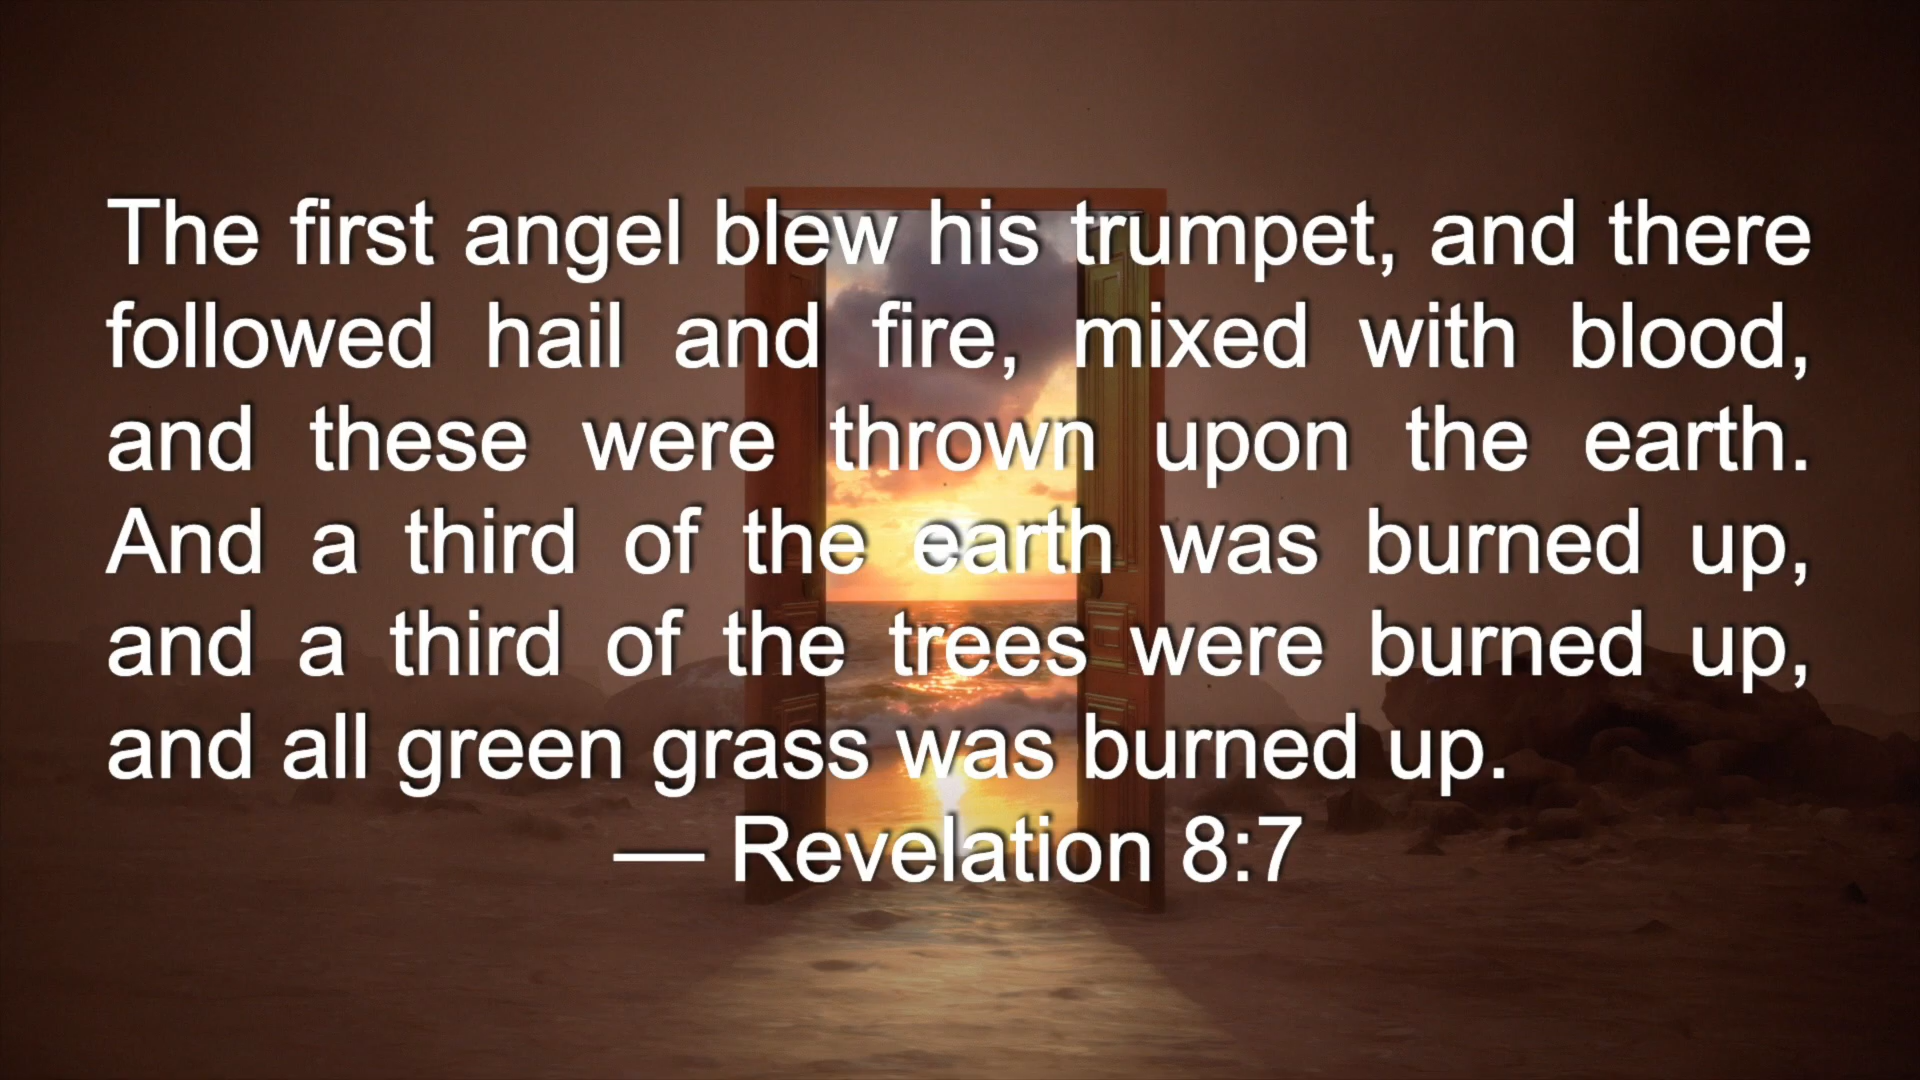 The first angel blew his trumpet, and there
followed hail and fire, mixed with blood,
and these were thrown upon the earth.
And a third of the earth was burned up,
and a third of the trees were burned up,
and all green grass was burned up.
— Revelation 8:7